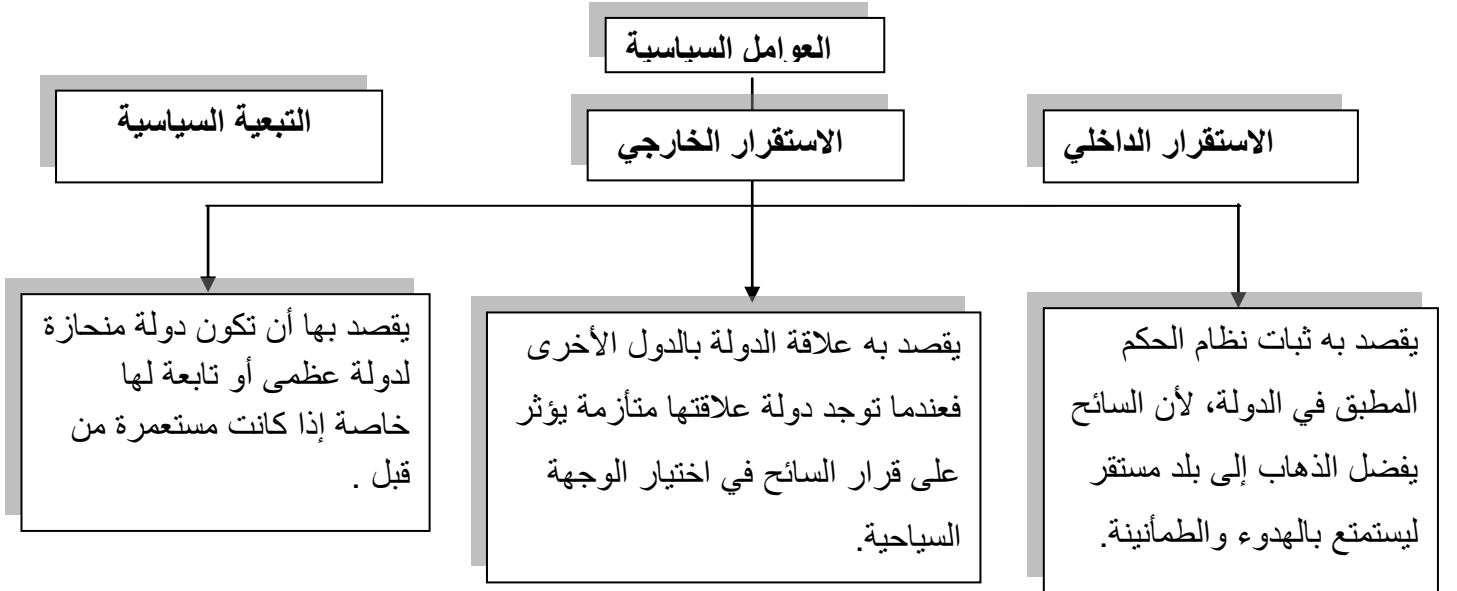 العوامل السياسية
الاستقرار الداخلي
الاستقرار الخارجي
التبعية السياسية
يقصد به ثبات نظام الحكم
المطبق في الدولة، لأن السائح
يفضل الذهاب إلى بلد مستقر
ليستمتع بالهدوء والطمأنينة.
يقصد به علاقة الدولة بالدول الأخرى
فعندما توجد دولة علاقتها متأزمة يؤثر
على قرار السائح في اختيار الوجهة
السياحية.
يقصد بها أن تكون دولة منحازة
لدولة عظمى أو تابعة لها
خاصة إذا كانت مستعمرة من
قبل .